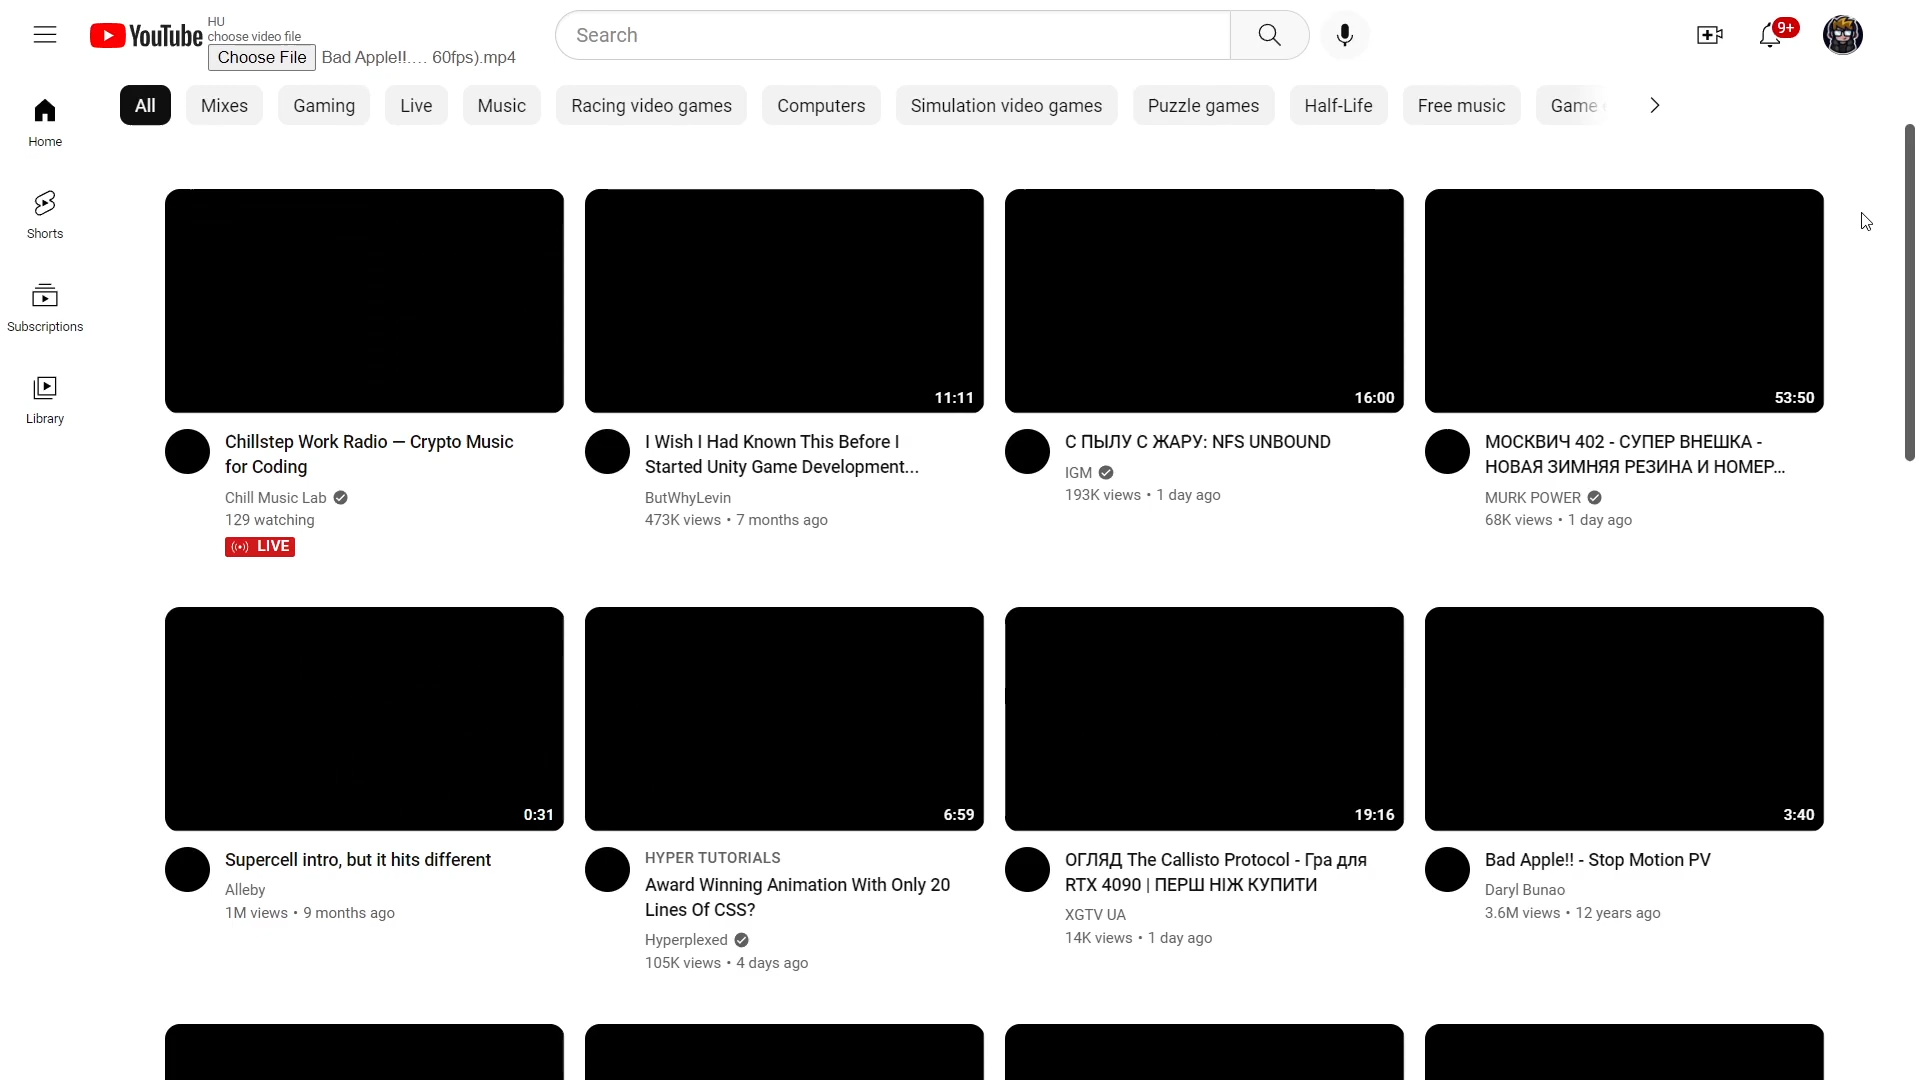 HU
YouTube
choose video file
Choose File Bad Apple!!.... 60fps).mp4
Search
9+
All Mixes Gaming Live Music Racing video games Computers Simulation video games Puzzle games Half-Life Free music Game
Home
Shorts
Subscriptions
Library
11:11
16:00
53:50
Chillstep Work Radio — Crypto Music
for Coding
Chill Music Lab
129 watching
LIVE
I Wish I Had Known This Before I
Started Unity Game Development...
ButWhyLevin
473K views • 7 months ago
С ПЫЛУ С ЖАРУ: NFS UNBOUND
IGM
193K views • 1 day ago
МОСКВИЧ 402 - СУПЕР ВНЕШКА -
НОВАЯ ЗИМНЯЯ РЕЗИНА И НОМЕР...
MURK POWER
68K views • 1 day ago
0:31
6:59
19:16
3:40
Supercell intro, but it hits different
Alleby
1M views • 9 months ago
HYPER TUTORIALS
Award Winning Animation With Only 20
Lines Of CSS?
Hyperplexed
105K views • 4 days ago
ОГЛЯД The Callisto Protocol - Гра для
RTX 4090 | ПЕРШ НІЖ КУПИТИ
XGTV UA
14K views • 1 day ago
Bad Apple!! - Stop Motion PV
Daryl Bunao
3.6M views • 12 years ago